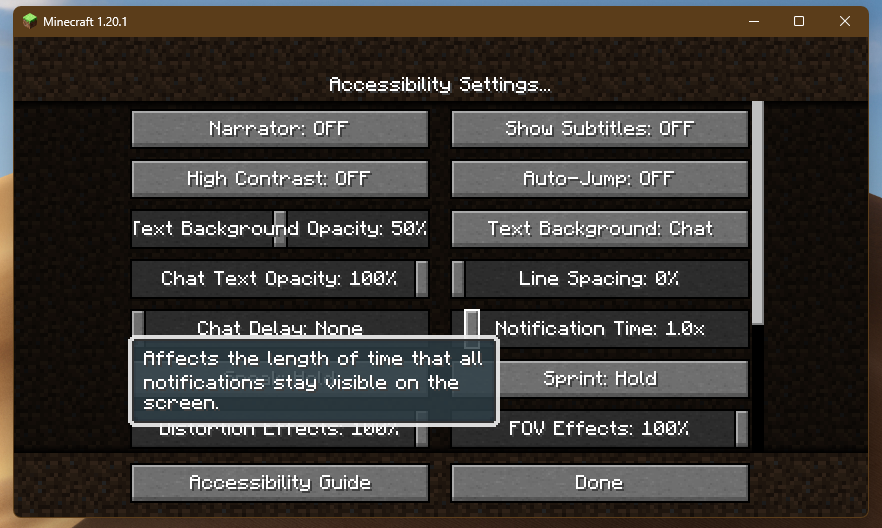 Minecraft 1.20.1
Accessibility Settings...
Narrator: OFF
Show Subtitles: OFF
High Contrast: OFF
Auto-Jump: OFF
Text Background Opacity: 50%
Text Background: Chat
Chat Text Opacity: 100%
Line Spacing: 0%
Chat Delay: None
Notification Time: 1.0x
Affects the length of time that all
notifications stay visible on the
screen.
Sneak: Hold
Sprint: Hold
Distortion Effects: 100%
FOV Effects: 100%
Accessibility Guide
Done